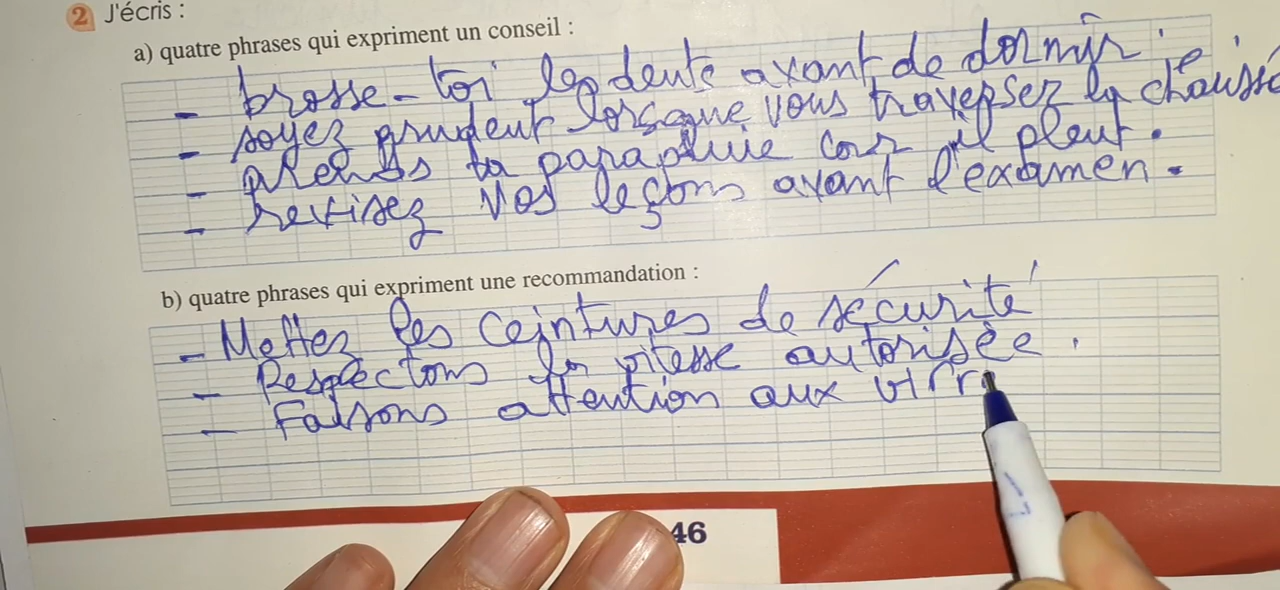 2 J'écris :
a) quatre phrases qui expriment un conseil :
- brosse-toi les dents avant de dormir.
- soyez prudent lorsque vous traversez la chaussé
- prends ta parapluie car il pleut.
- revisez vos leçons avant l'examen.
b) quatre phrases qui expriment une recommandation :
- Mettez les ceintures de sécurité
- Respectons la vitesse autorisée.
- Faisons attention aux
46